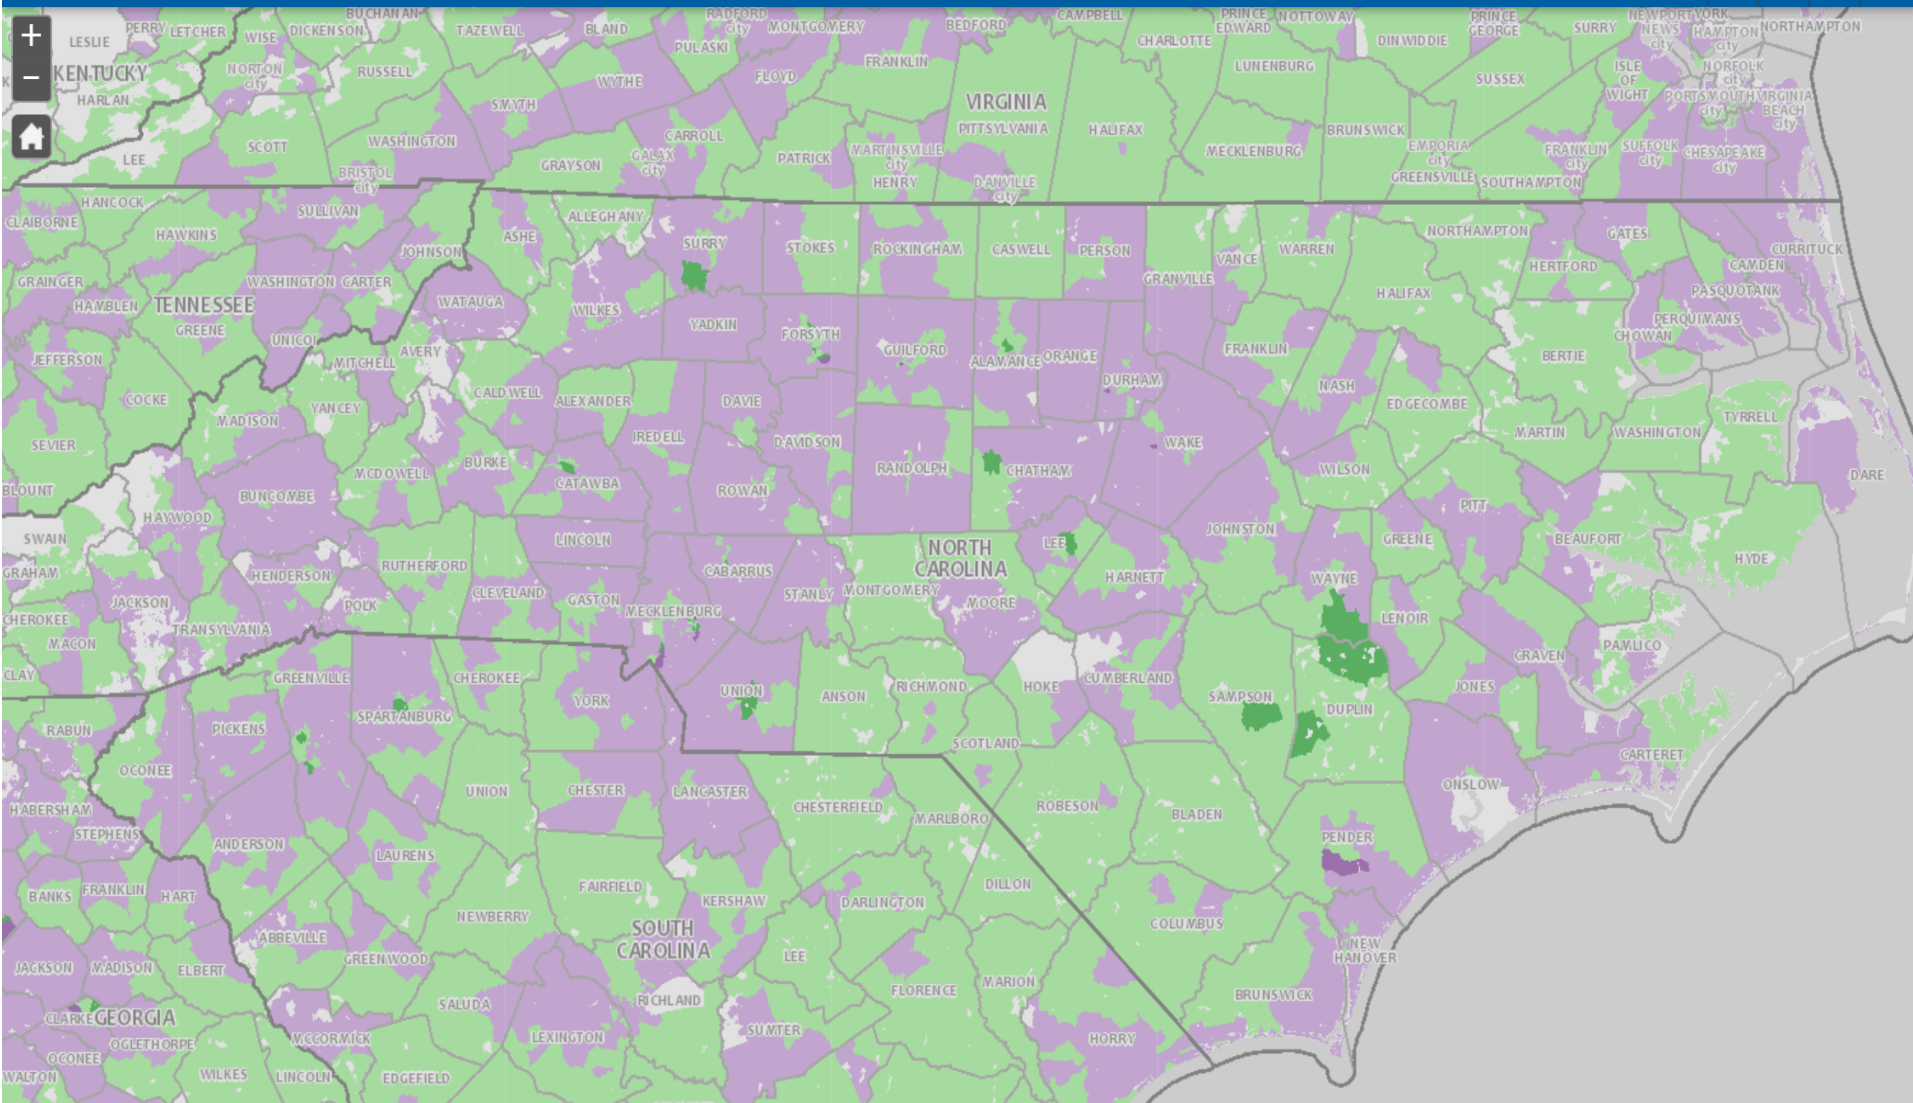 +
−
LESLIE
PERRY
LETCHER
KENTUCKY
HARLAN
LEE
WISE
NORTON
city
DICKENSON
BUCHANAN
RUSSELL
TAZEWELL
SCOTT
WASHINGTON
BRISTOL
city
SMYTH
BLAND
WYTHE
GRAYSON
RADFORD
city
PULASKI
MONTGOMERY
FLOYD
CARROLL
GALAX
city
FRANKLIN
PATRICK
MARTINSVILLE
city
HENRY
BEDFORD
CAMPBELL
VIRGINIA
PITTSYLVANIA
DANVILLE
city
HALIFAX
CHARLOTTE
PRINCE
EDWARD
NOTTOWAY
LUNENBURG
MECKLENBURG
BRUNSWICK
DINWIDDIE
PRINCE
GEORGE
SUSSEX
EMPORIA
city
GREENSVILLE
SOUTHAMPTON
SURRY
ISLE
OF
WIGHT
FRANKLIN
city
SUFFOLK
city
NEWPORT
NEWS
city
YORK
HAMPTON
city
NORTHAMPTON
NORFOLK
city
PORTSMOUTH
city
VIRGINIA
BEACH
city
CHESAPEAKE
city
CLAIBORNE
HANCOCK
HAWKINS
SULLIVAN
JOHNSON
GRAINGER
HAMBLEN
TENNESSEE
GREENE
WASHINGTON
CARTER
UNICOI
JEFFERSON
COCKE
SEVIER
BLOUNT
ASHE
ALLEGHANY
SURRY
STOKES
ROCKINGHAM
CASWELL
PERSON
GRANVILLE
VANCE
WARREN
NORTHAMPTON
HALIFAX
HERTFORD
GATES
CURRITUCK
CAMDEN
PASQUOTANK
PERQUIMANS
CHOWAN
BERTIE
WATAUGA
WILKES
YADKIN
FORSYTH
GUILFORD
ALAMANCE
ORANGE
DURHAM
FRANKLIN
NASH
EDGECOMBE
MARTIN
WASHINGTON
TYRRELL
DARE
MITCHELL
AVERY
YANCEY
MADISON
CALDWELL
ALEXANDER
IREDELL
DAVIE
DAVIDSON
RANDOLPH
CHATHAM
WAKE
WILSON
PITT
BEAUFORT
HYDE
BURKE
MCDOWELL
CATAWBA
ROWAN
BUNCOMBE
HAYWOOD
SWAIN
GRAHAM
CHEROKEE
JACKSON
MACON
CLAY
TRANSYLVANIA
HENDERSON
POLK
RUTHERFORD
CLEVELAND
LINCOLN
GASTON
MECKLENBURG
CABARRUS
STANLY
MONTGOMERY
NORTH
CAROLINA
MOORE
LEE
HARNETT
JOHNSTON
WAYNE
GREENE
LENOIR
CRAVEN
PAMLICO
JONES
CARTERET
ONSLOW
DUPLIN
SAMPSON
CUMBERLAND
HOKE
RICHMOND
SCOTLAND
ANSON
UNION
ROBESON
BLADEN
PENDER
NEW
HANOVER
COLUMBUS
BRUNSWICK
RABUN
OCONEE
PICKENS
GREENVILLE
SPARTANBURG
CHEROKEE
YORK
UNION
CHESTER
LANCASTER
CHESTERFIELD
MARLBORO
DILLON
DARLINGTON
KERSHAW
FAIRFIELD
SOUTH
CAROLINA
NEWBERRY
LAURENS
ANDERSON
ABBEVILLE
GREENWOOD
SALUDA
LEXINGTON
RICHLAND
SUMTER
LEE
FLORENCE
MARION
HORRY
MCCORMICK
EDGEFIELD
HABERSHAM
STEPHENS
BANKS
FRANKLIN
HART
JACKSON
MADISON
ELBERT
CLARKE
GEORGIA
OGLETHORPE
OCONEE
WALTON
WILKES
LINCOLN